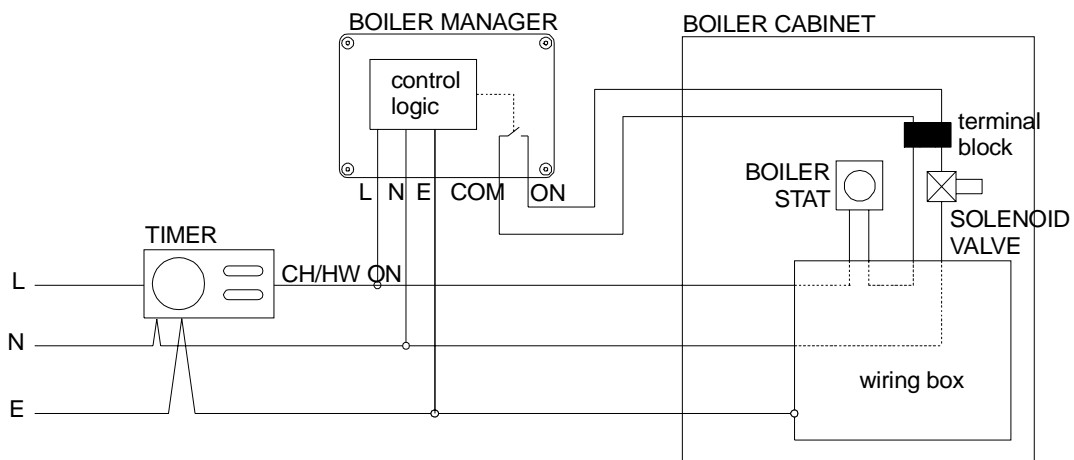 BOILER MANAGER
BOILER CABINET
control
logic
terminal
block
L N E COM ON
BOILER
STAT
SOLENOID
VALVE
TIMER
CH/HW ON
L
N
wiring box
E